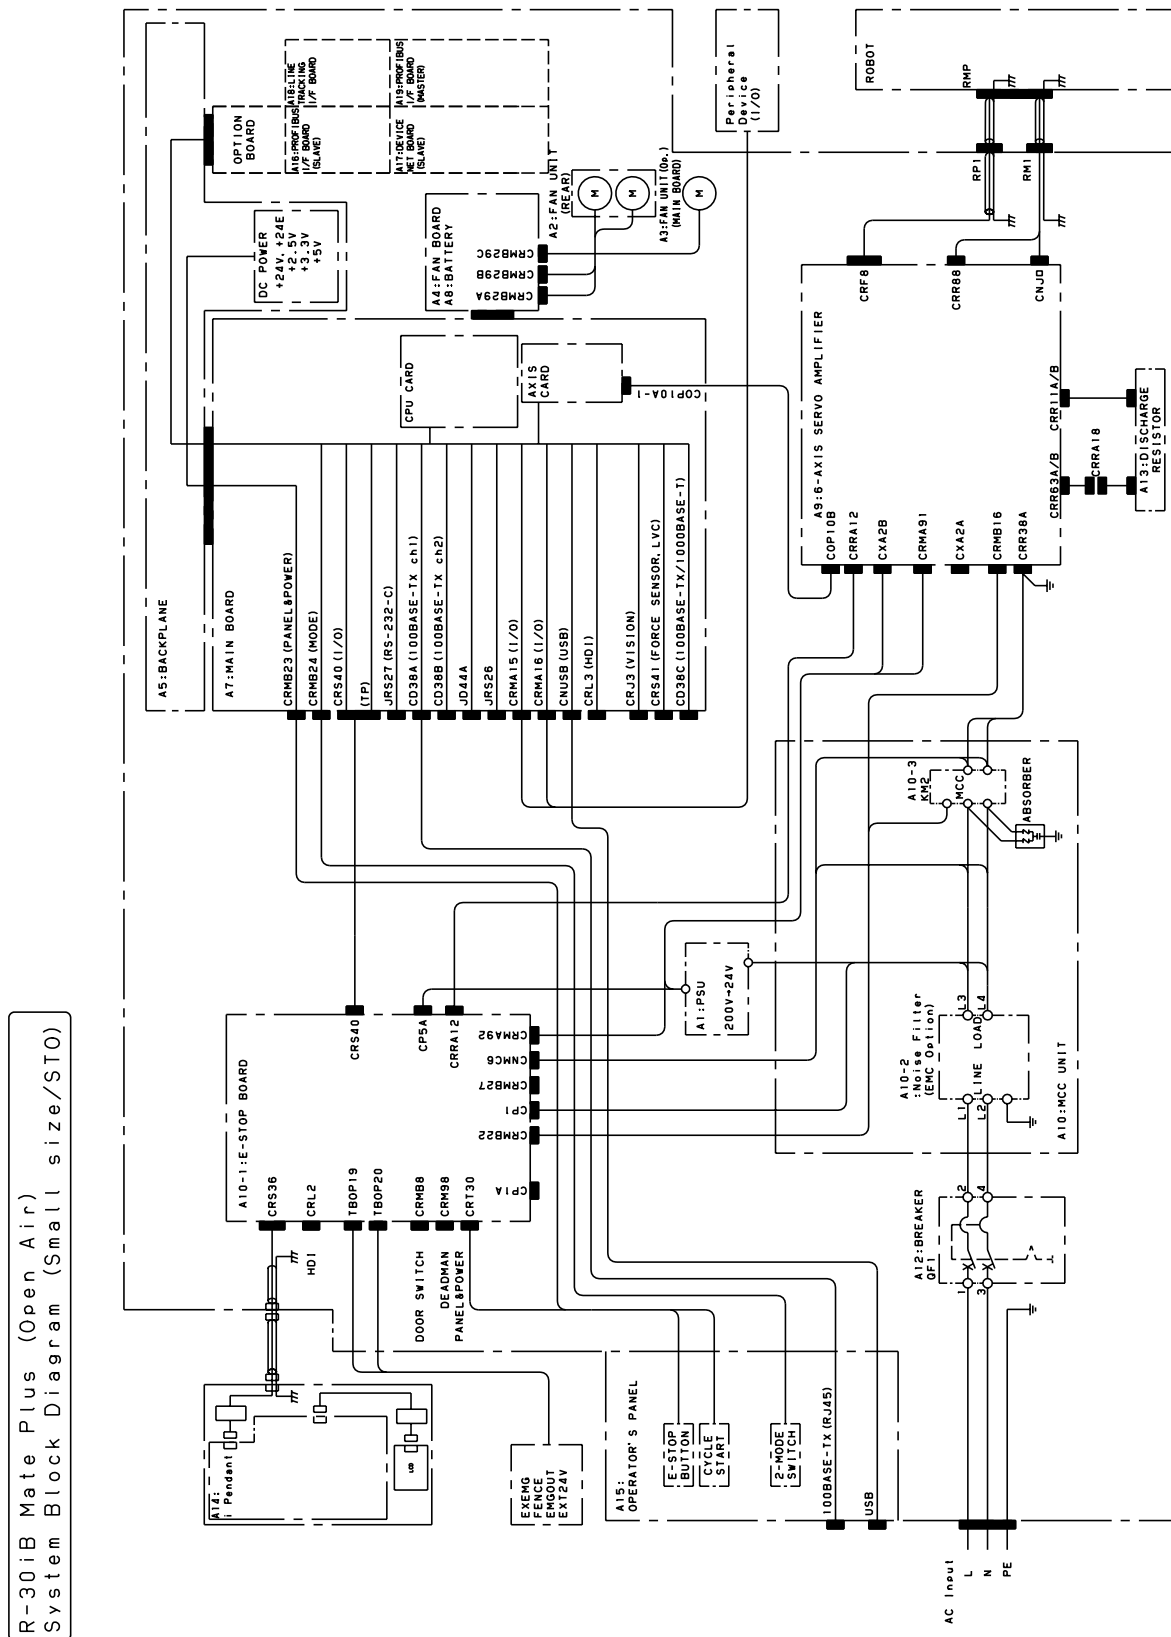 R-30iB Mate Plus (Open Air)
System Block Diagram (Small size/STO)
A5:BACKPLANE
A7:MAIN BOARD
CRMB23 (PANEL&POWER)
CRMB24 (MODE)
CRS40 (I/O)
(TP)
JRS27 (RS-232-C)
CD38A (100BASE-TX ch1)
CD38B (100BASE-TX ch2)
JD44A
JRS26
CRMA15 (I/O)
CRMA16 (I/O)
CNUSB (USB)
CRL3 (HDI)
CRJ3 (VISION)
CRS41 (FORCE SENSOR, LVC)
CD38C (100BASE-TX/1000BASE-T)
CPU CARD
AXIS
CARD
COP10A-1
DC POWER
+24V, +24E
+2.5V
+3.3V
+5V
OPTION
BOARD
A16:PROFIBUS
I/F BOARD
(SLAVE)
A18:LINE
TRACKING
I/F BOARD
A17:DEVICE
NET BOARD
(SLAVE)
A19:PROFIBUS
I/F BOARD
(MASTER)
A4:FAN BOARD
A8:BATTERY
CRMB29A
CRMB29B
CRMB29C
A2:FAN UNIT
(REAR)
M
M
A3:FAN UNIT (Op.)
(MAIN BOARD)
M
Peripheral
Device
(I/O)
ROBOT
RMP
RP1
RM1
A9:6-AXIS SERVO AMPLIFIER
CRF8
CRR88
CNJ0
COP10B
CRRA12
CXA2B
CRMA91
CXA2A
CRMB16
CRR38A
CRR63A/B
CRR11A/B
CRRA18
A13:DISCHARGE
RESISTOR
A10-3
KM2
MCC
ABSORBER
A1:PSU
200V→24V
A10-2
:Noise Filter
(EMC Option)
L1
L2
LINE LOAD
L3
L4
A10:MCC UNIT
A12:BREAKER
QF1
1
2
3
4
A10-1:E-STOP BOARD
CRS40
CP5A
CRRA12
CRMA92
CNMC6
CRMB27
CP1
CRMB22
CP1A
CRS36
CRL2
TBOP19
TBOP20
CRMB8
CRM98
CRT30
HDI
DOOR SWITCH
DEADMAN
PANEL&POWER
A14:
i Pendant
LCD
EXEMG
FENCE
EMGOUT
EXT24V
A15:
OPERATOR'S PANEL
E-STOP
BUTTON
CYCLE
START
2-MODE
SWITCH
100BASE-TX (RJ45)
USB
AC Input
L
N
PE